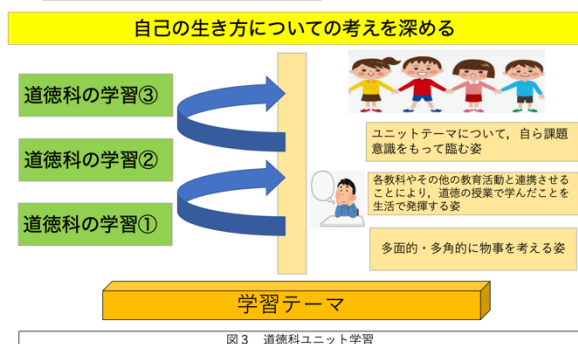 自己の生き方についての考えを深める
道徳科の学習③
道徳科の学習②
道徳科の学習①
ユニットテーマについて，自ら課題
意識をもって臨む姿
各教科やその他の教育活動と連携させる
ことにより，道徳の授業で学んだことを
生活で発揮する姿
多面的・多角的に物事を考える姿
学習テーマ
図３　道徳科ユニット学習